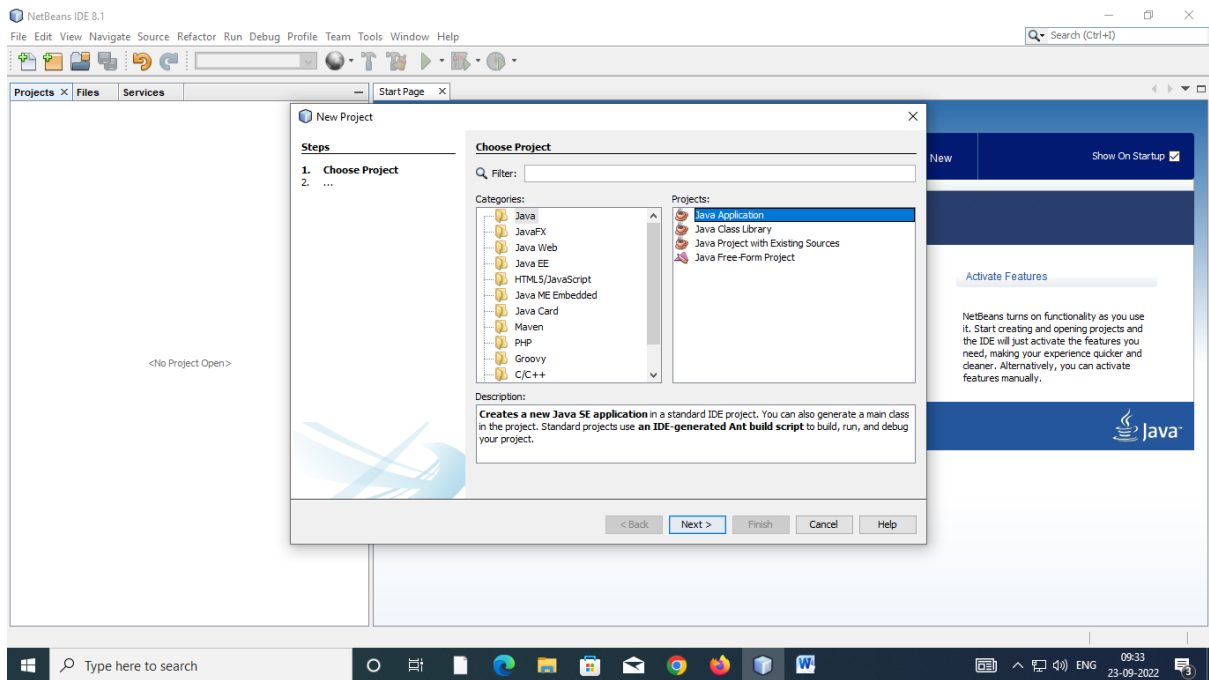 NetBeans IDE 8.1
File Edit View Navigate Source Refactor Run Debug Profile Team Tools Window Help
Search (Ctrl+I)
Projects Files Services
Start Page
New Project
Steps
1. Choose Project
2. ...
Choose Project
Filter:
Categories:
Java
JavaFX
Java Web
Java EE
HTML5/JavaScript
Java ME Embedded
Java Card
Maven
PHP
Groovy
C/C++
Projects:
Java Application
Java Class Library
Java Project with Existing Sources
Java Free-Form Project
Description:
Creates a new Java SE application in a standard IDE project. You can also generate a main class
in the project. Standard projects use an IDE-generated Ant build script to build, run, and debug
your project.
< Back Next > Finish Cancel Help
<No Project Open>
New
Show On Startup
Activate Features
NetBeans turns on functionality as you use
it. Start creating and opening projects and
the IDE will just activate the features you
need, making your experience quicker and
cleaner. Alternatively, you can activate
features manually.
Java
Type here to search
W
ENG
09:33
23-09-2022
3